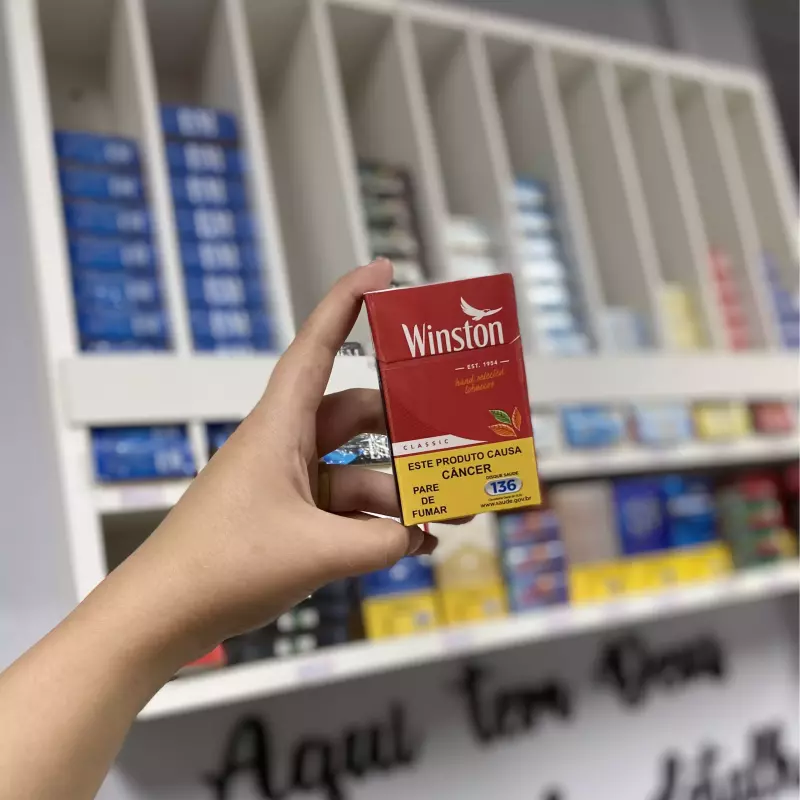 Winston
EST. 1954
hand selected
tobaccos
CLASSIC
ESTE PRODUTO CAUSA
CÂNCER
PARE
DE
FUMAR
DISQUE SAÚDE
136
www.saude.gov.br
Aqui tem